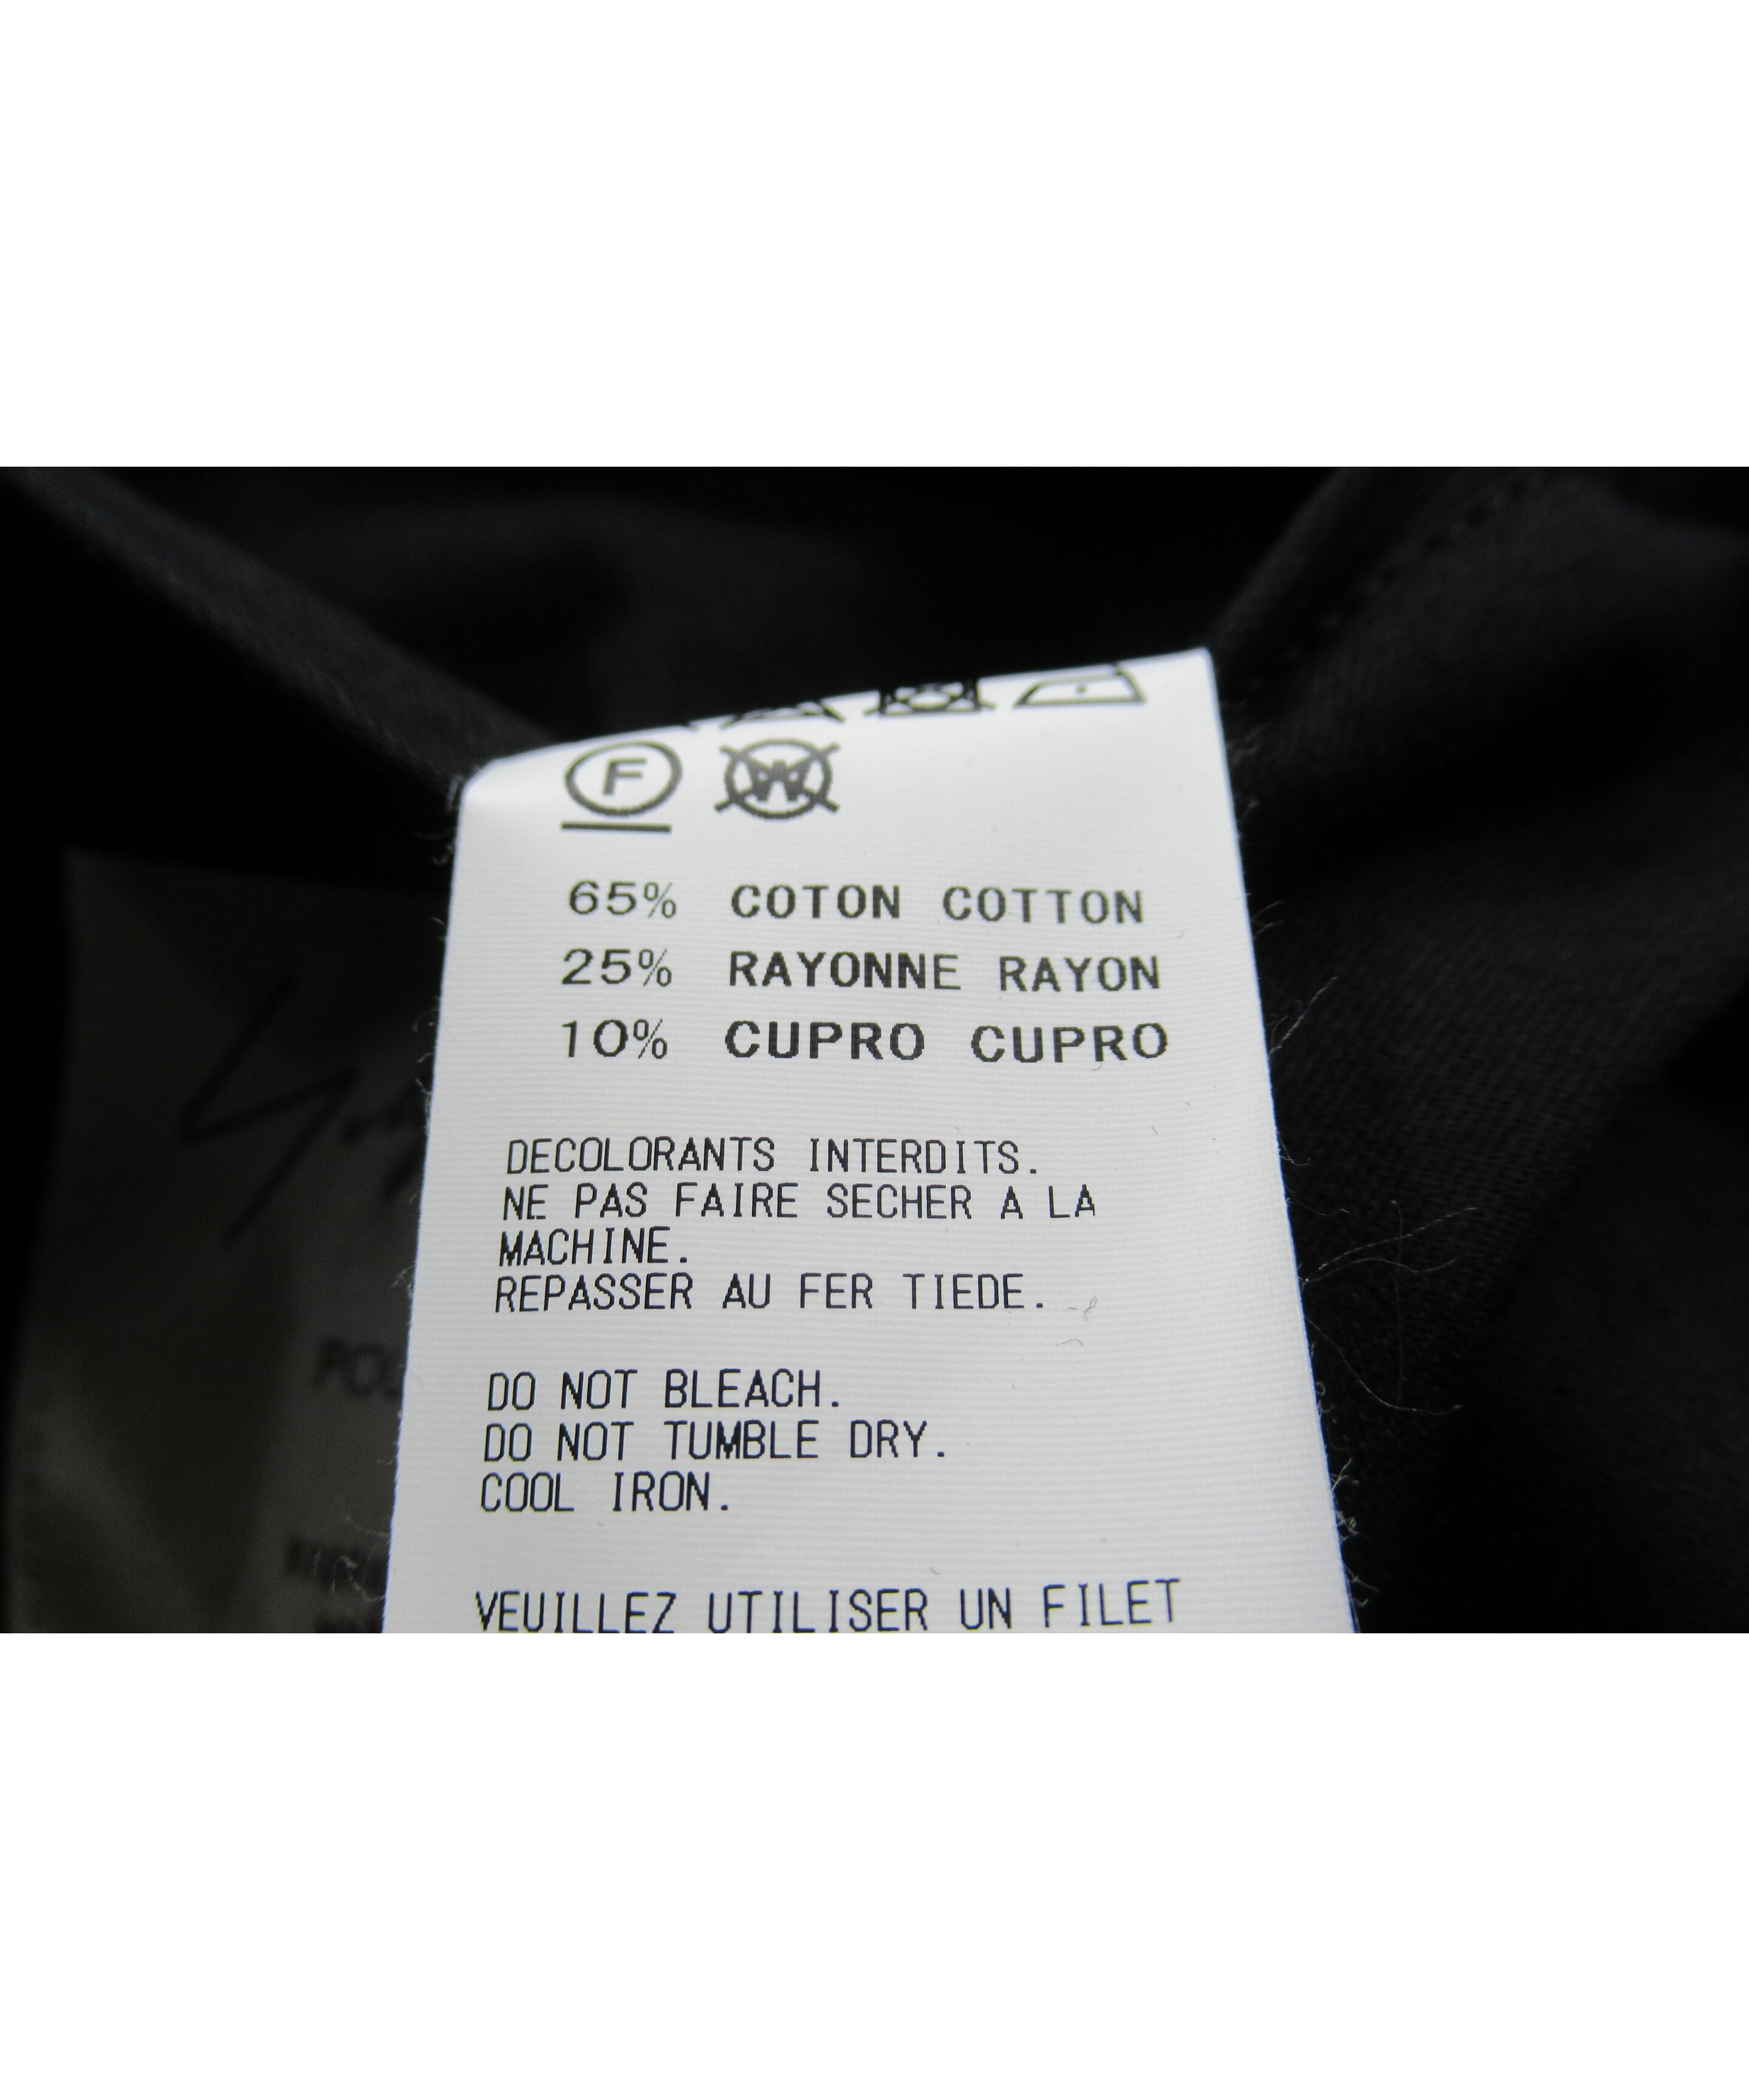 F W
65% COTON COTTON
25% RAYONNE RAYON
10% CUPRO CUPRO
DECOLORANTS INTERDITS.
NE PAS FAIRE SECHER A LA
MACHINE.
REPASSER AU FER TIEDE.
DO NOT BLEACH.
DO NOT TUMBLE DRY.
COOL IRON.
VEUILLEZ UTILISER UN FILET